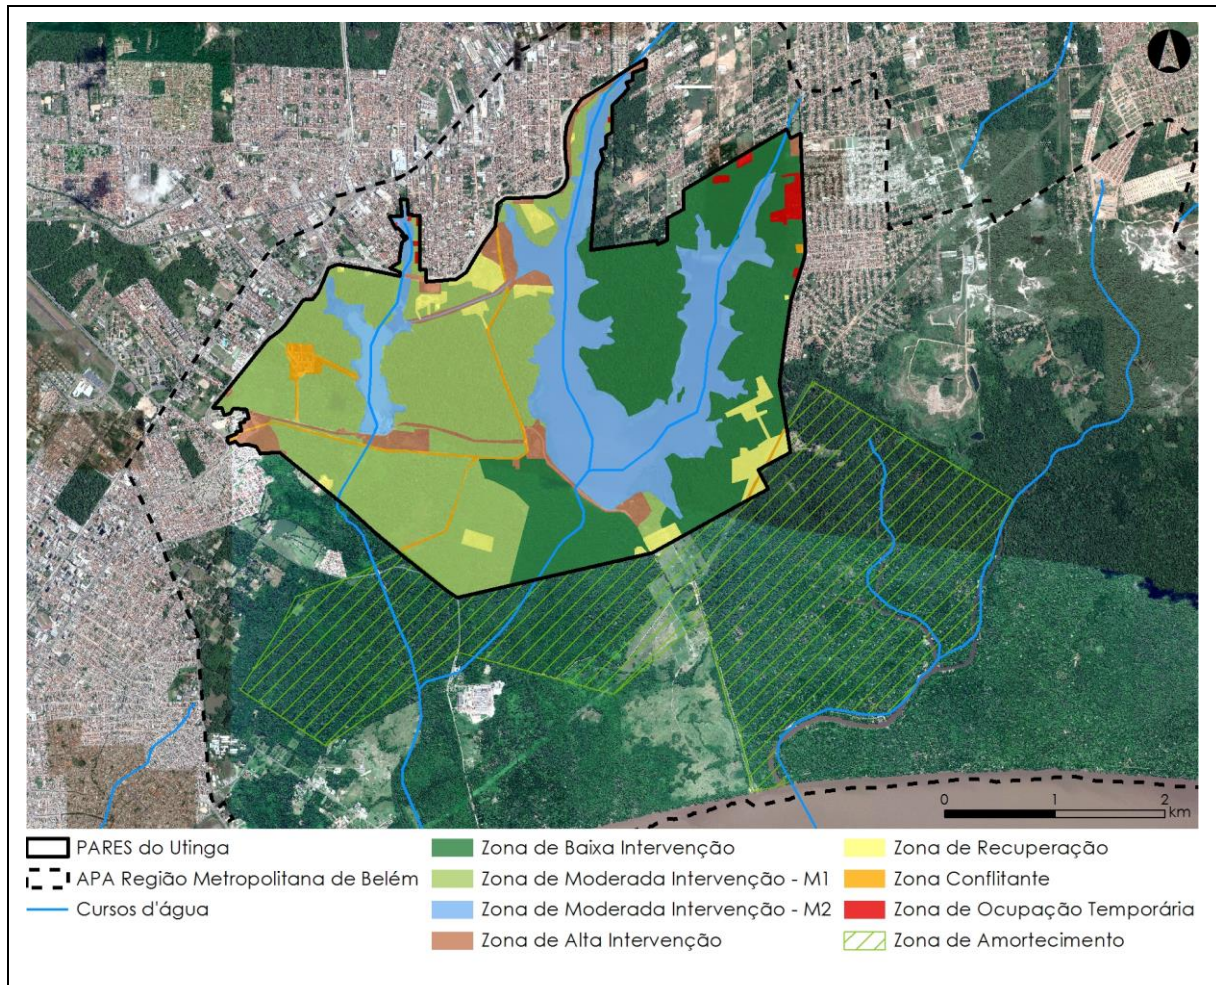 0 1 2
km
PARES do Utinga
APA Região Metropolitana de Belém
Cursos d'água
Zona de Baixa Intervenção
Zona de Moderada Intervenção - M1
Zona de Moderada Intervenção - M2
Zona de Alta Intervenção
Zona de Recuperação
Zona Conflitante
Zona de Ocupação Temporária
Zona de Amortecimento